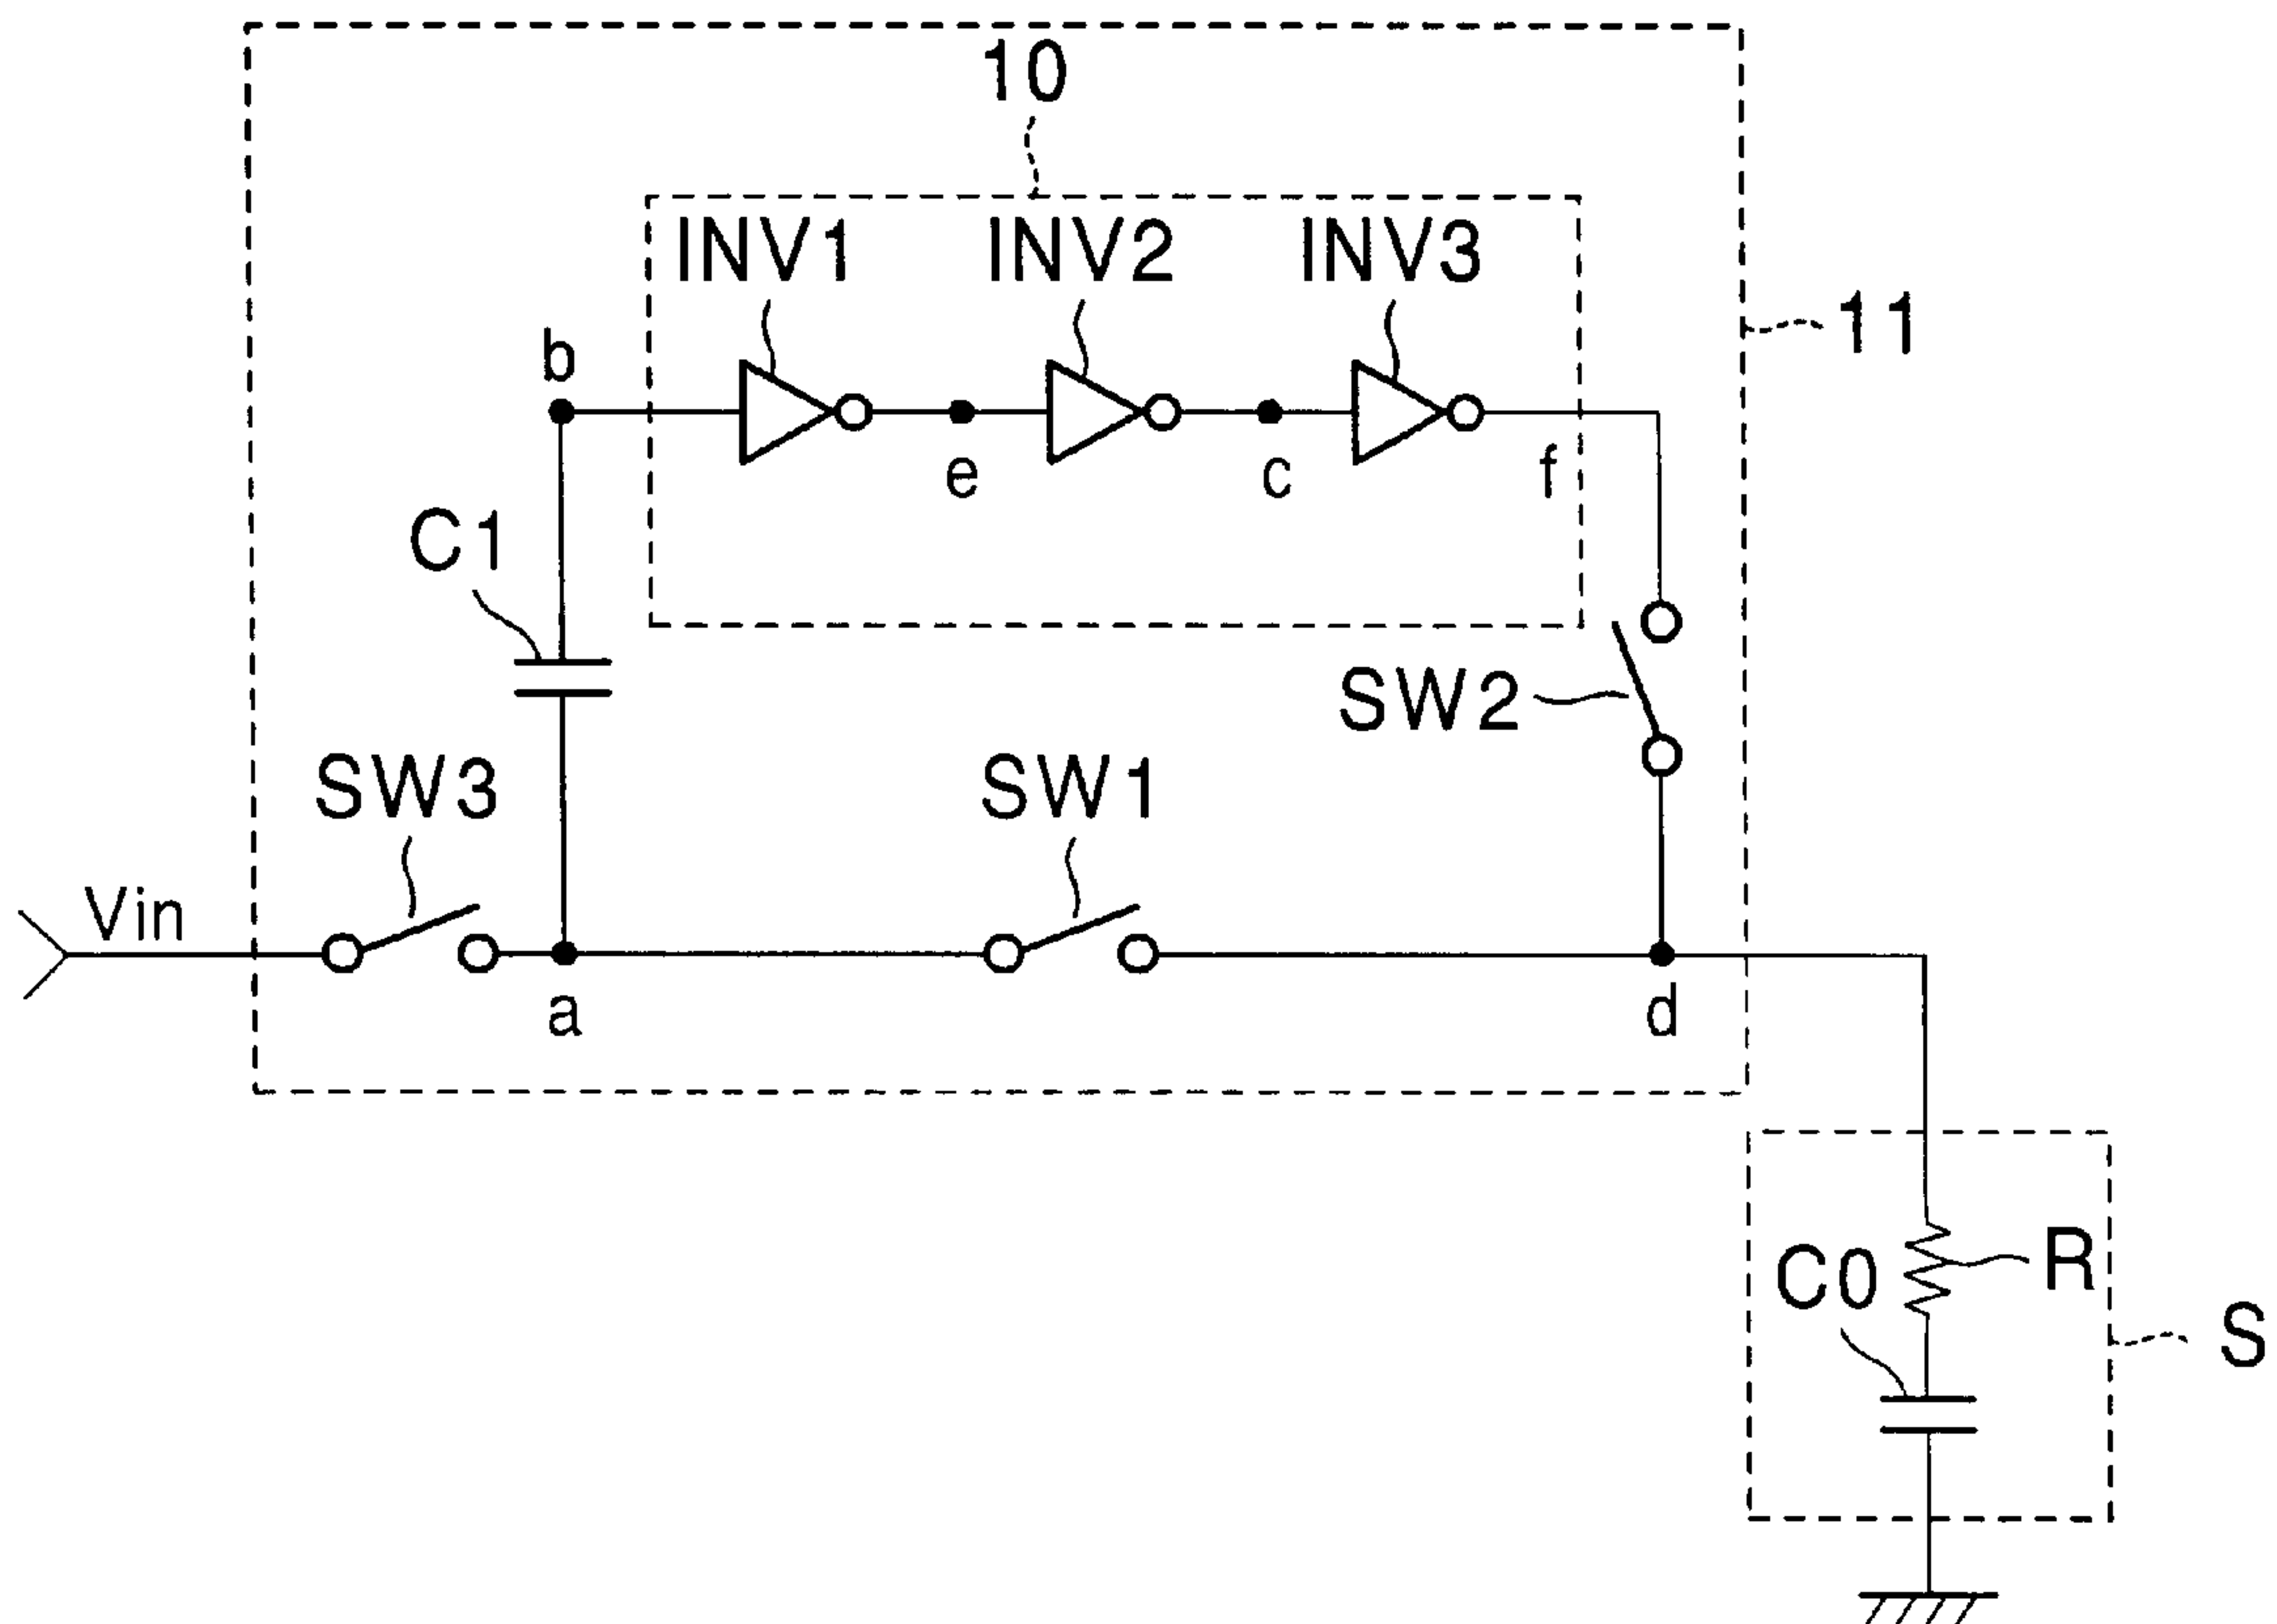 10
INV1 INV2 INV3
11
b
e c f
C1
SW2
SW3 SW1
Vin
a d
C0 R
S